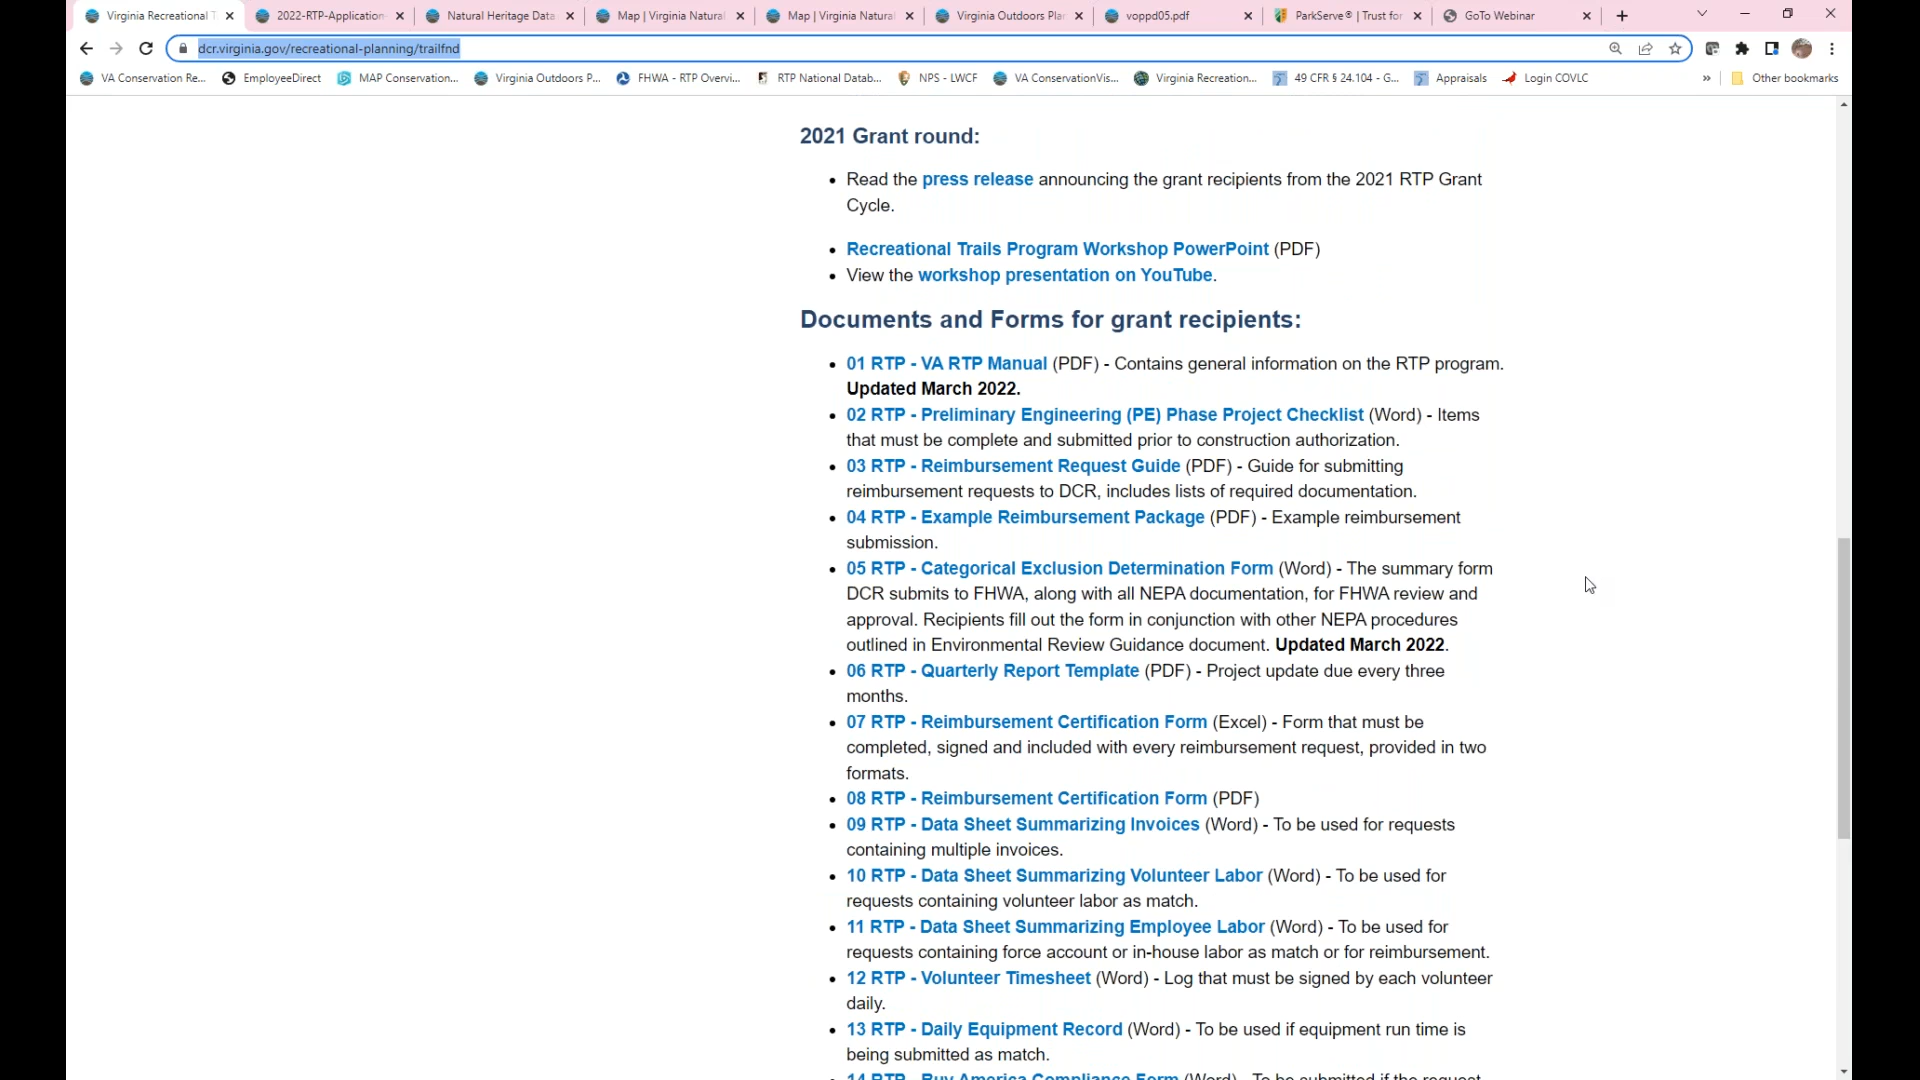 Virginia Recreational T
2022-RTP-Application-
Natural Heritage Data
Map | Virginia Natura
Map | Virginia Natura
Virginia Outdoors Plan
voppd05.pdf
ParkServe® | Trust for
GoTo Webinar
dcr.virginia.gov/recreational-planning/trailfnd
VA Conservation Re...
EmployeeDirect
MAP Conservation...
Virginia Outdoors P...
FHWA - RTP Overvi...
RTP National Datab...
NPS - LWCF
VA ConservationVis...
Virginia Recreation...
49 CFR § 24.104 - G...
Appraisals
Login COVLC
»
Other bookmarks
2021 Grant round:
• Read the press release announcing the grant recipients from the 2021 RTP Grant
Cycle.
• Recreational Trails Program Workshop PowerPoint (PDF)
• View the workshop presentation on YouTube.
Documents and Forms for grant recipients:
• 01 RTP - VA RTP Manual (PDF) - Contains general information on the RTP program.
Updated March 2022.
• 02 RTP - Preliminary Engineering (PE) Phase Project Checklist (Word) - Items
that must be complete and submitted prior to construction authorization.
• 03 RTP - Reimbursement Request Guide (PDF) - Guide for submitting
reimbursement requests to DCR, includes lists of required documentation.
• 04 RTP - Example Reimbursement Package (PDF) - Example reimbursement
submission.
• 05 RTP - Categorical Exclusion Determination Form (Word) - The summary form
DCR submits to FHWA, along with all NEPA documentation, for FHWA review and
approval. Recipients fill out the form in conjunction with other NEPA procedures
outlined in Environmental Review Guidance document. Updated March 2022.
• 06 RTP - Quarterly Report Template (PDF) - Project update due every three
months.
• 07 RTP - Reimbursement Certification Form (Excel) - Form that must be
completed, signed and included with every reimbursement request, provided in two
formats.
• 08 RTP - Reimbursement Certification Form (PDF)
• 09 RTP - Data Sheet Summarizing Invoices (Word) - To be used for requests
containing multiple invoices.
• 10 RTP - Data Sheet Summarizing Volunteer Labor (Word) - To be used for
requests containing volunteer labor as match.
• 11 RTP - Data Sheet Summarizing Employee Labor (Word) - To be used for
requests containing force account or in-house labor as match or for reimbursement.
• 12 RTP - Volunteer Timesheet (Word) - Log that must be signed by each volunteer
daily.
• 13 RTP - Daily Equipment Record (Word) - To be used if equipment run time is
being submitted as match.
14 RTP - Buy America Compliance Form (Word) - To be submitted if the request